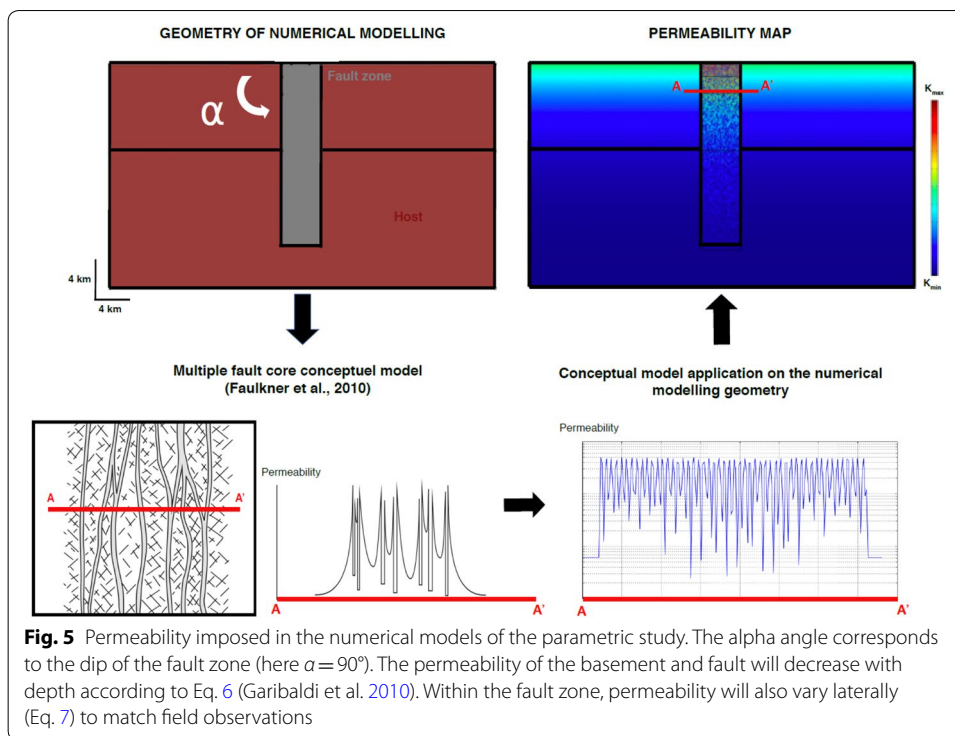 GEOMETRY OF NUMERICAL MODELLING
PERMEABILITY MAP
Fault zone
α
Host
4 km
4 km
A
A'
Kmax
Kmin
Multiple fault core conceptuel model
(Faulkner et al., 2010)
Conceptual model application on the numerical
modelling geometry
A
A'
Permeability
A
A'
Permeability
A
A'
Fig. 5 Permeability imposed in the numerical models of the parametric study. The alpha angle corresponds
to the dip of the fault zone (here α = 90°). The permeability of the basement and fault will decrease with
depth according to Eq. 6 (Garibaldi et al. 2010). Within the fault zone, permeability will also vary laterally
(Eq. 7) to match field observations